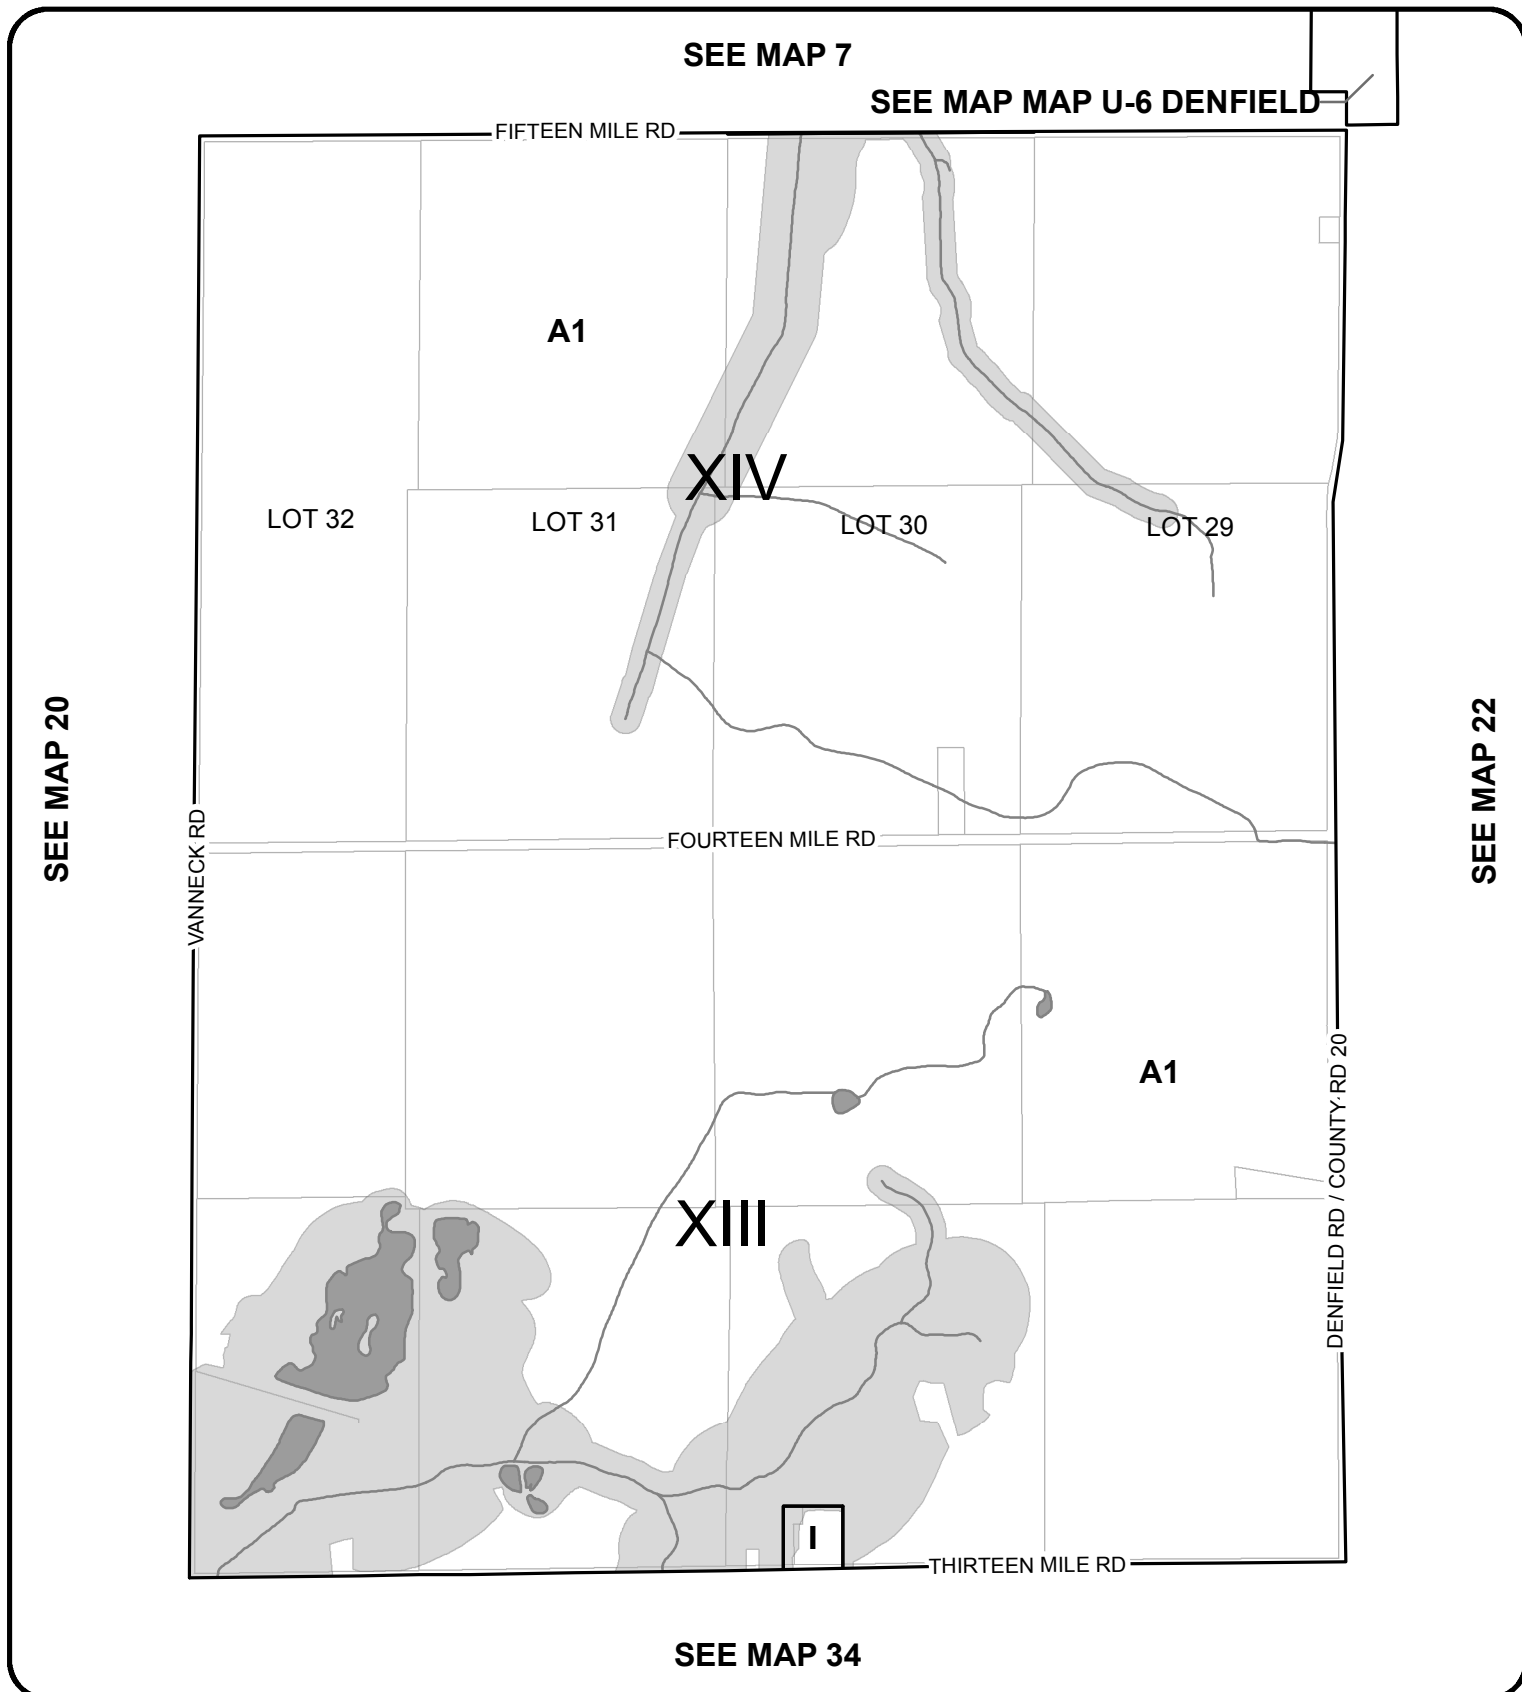 SEE MAP 7
SEE MAP MAP U-6 DENFIELD
FIFTEEN MILE RD
A1
XIV
LOT 32
LOT 31
LOT 30
LOT 29
SEE MAP 20
SEE MAP 22
VANNECK RD
FOURTEEN MILE RD
A1
DENFIELD RD / COUNTY RD 20
XIII
I
THIRTEEN MILE RD
SEE MAP 34